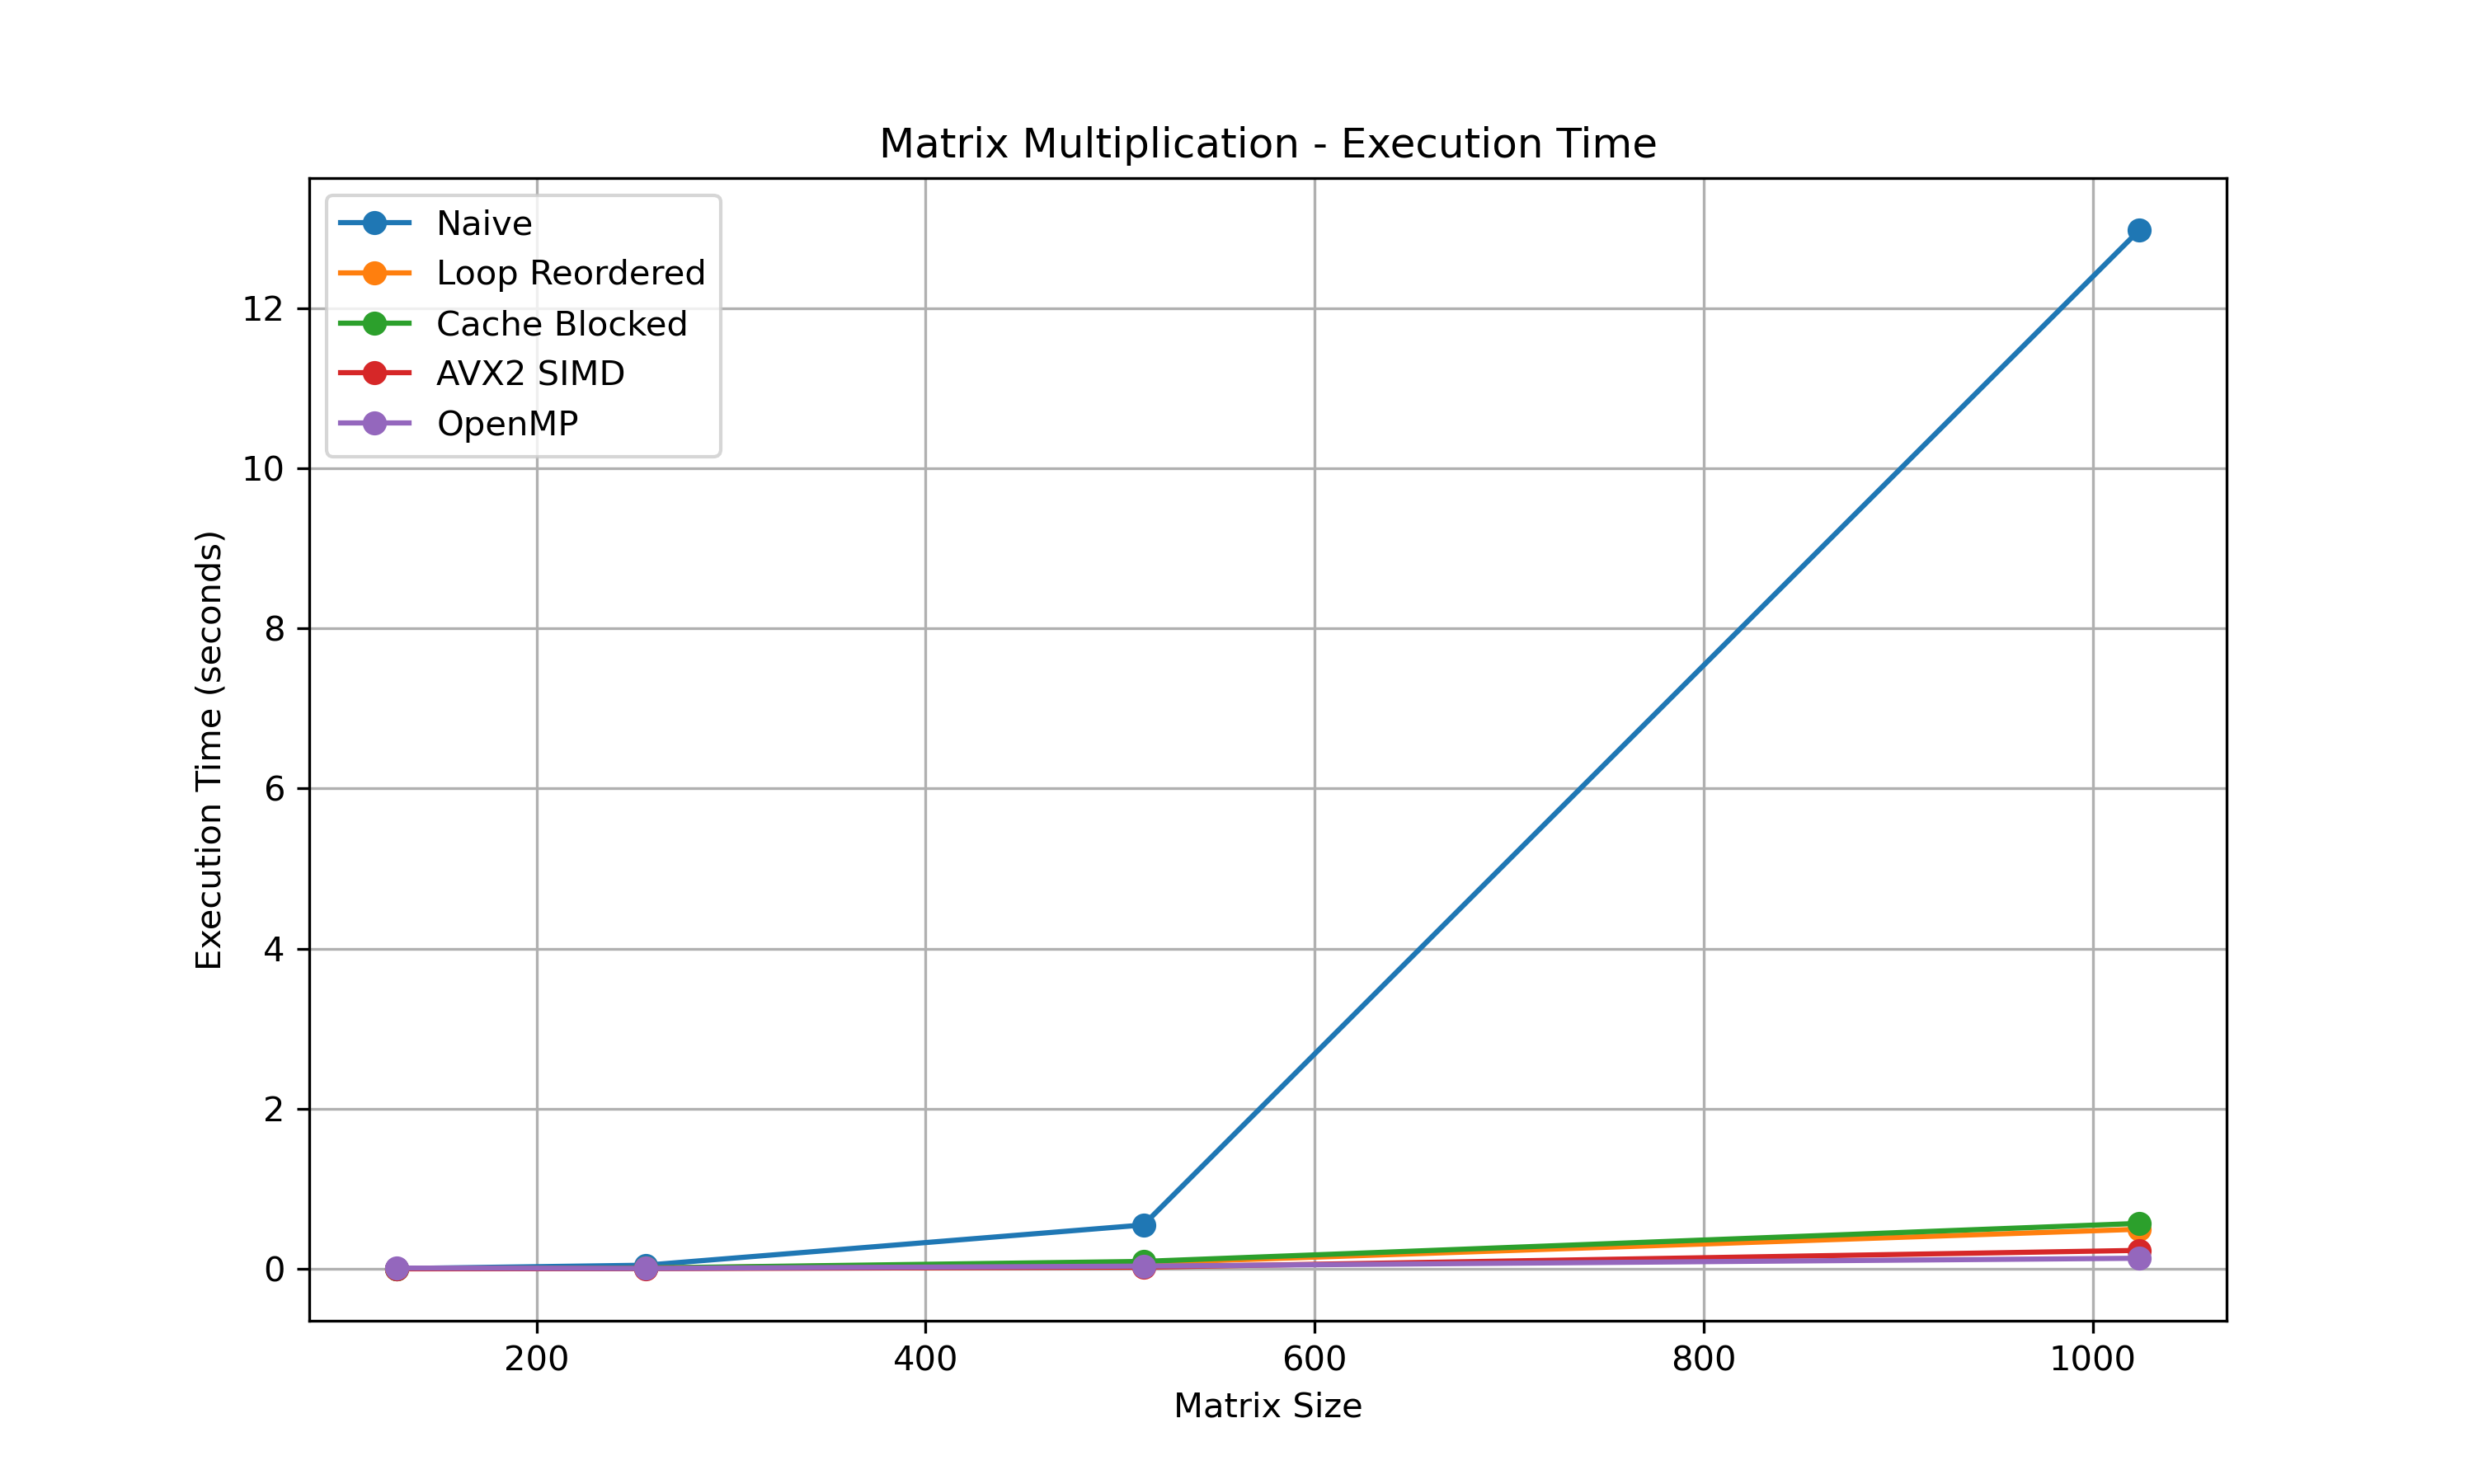 Matrix Multiplication - Execution Time
Naive
Loop Reordered
Cache Blocked
AVX2 SIMD
OpenMP
12
10
8
6
4
2
0
Execution Time (seconds)
200 400 600 800 1000
Matrix Size